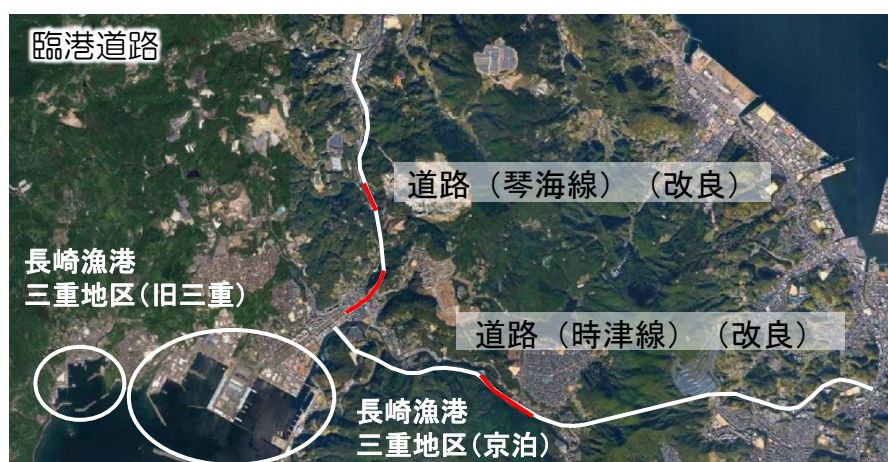 臨港道路
道路（琴海線）（改良）
長崎漁港
三重地区（旧三重）
道路（時津線）（改良）
長崎漁港
三重地区（京泊）